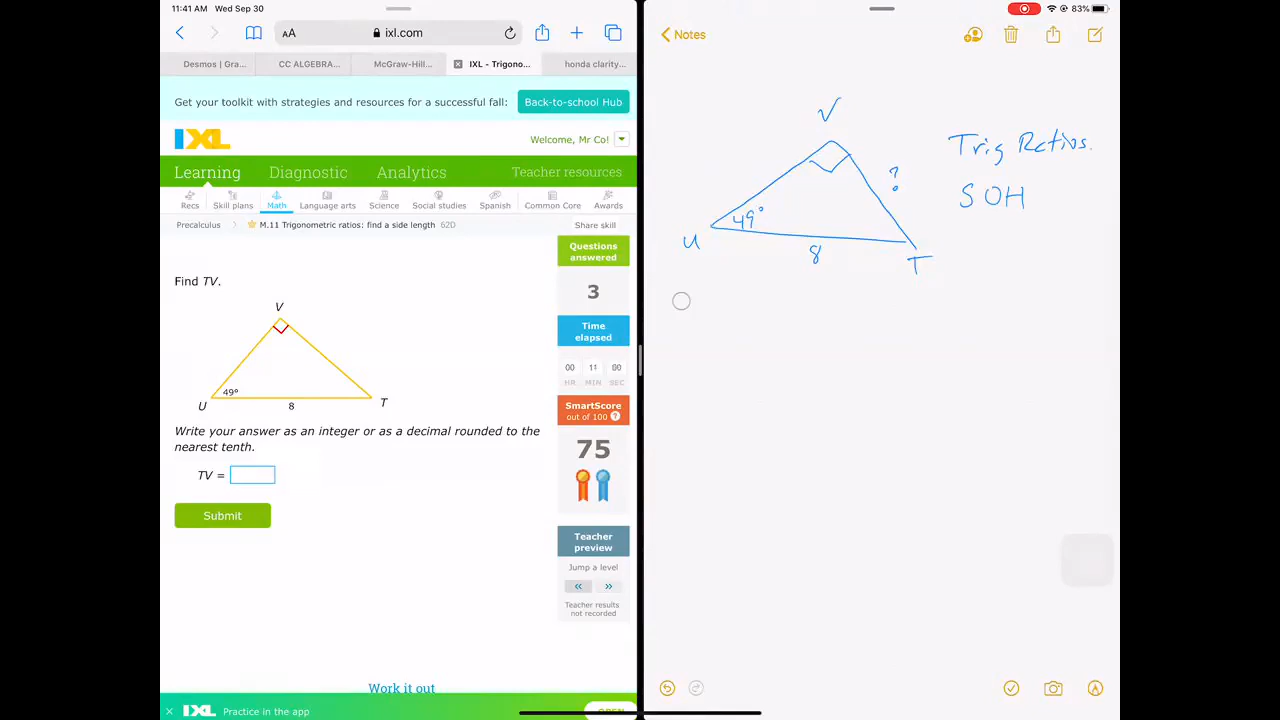 11:41 AM Wed Sep 30
83%
AA
ixl.com
Notes
Desmos | Gra...
CC ALGEBRA...
McGraw-Hill...
IXL - Trigono...
honda clarity...
Get your toolkit with strategies and resources for a successful fall:
Back-to-school Hub
IXL
Welcome, Mr Co!
Learning
Diagnostic
Analytics
Teacher resources
Recs
Skill plans
Math
Language arts
Science
Social studies
Spanish
Common Core
Awards
Precalculus
M.11 Trigonometric ratios: find a side length
62D
Share skill
Find TV.
V
U
49°
8
T
Write your answer as an integer or as a decimal rounded to the
nearest tenth.
TV =
Submit
Questions
answered
3
Time
elapsed
00 11 00
HR MIN SEC
SmartScore
out of 100 ?
75
Teacher
preview
Jump a level
<< >>
Teacher results
not recorded
Work it out
× IXL Practice in the app
OPEN
V
Trig Ratios.
?
SOH
49°
U
8
T